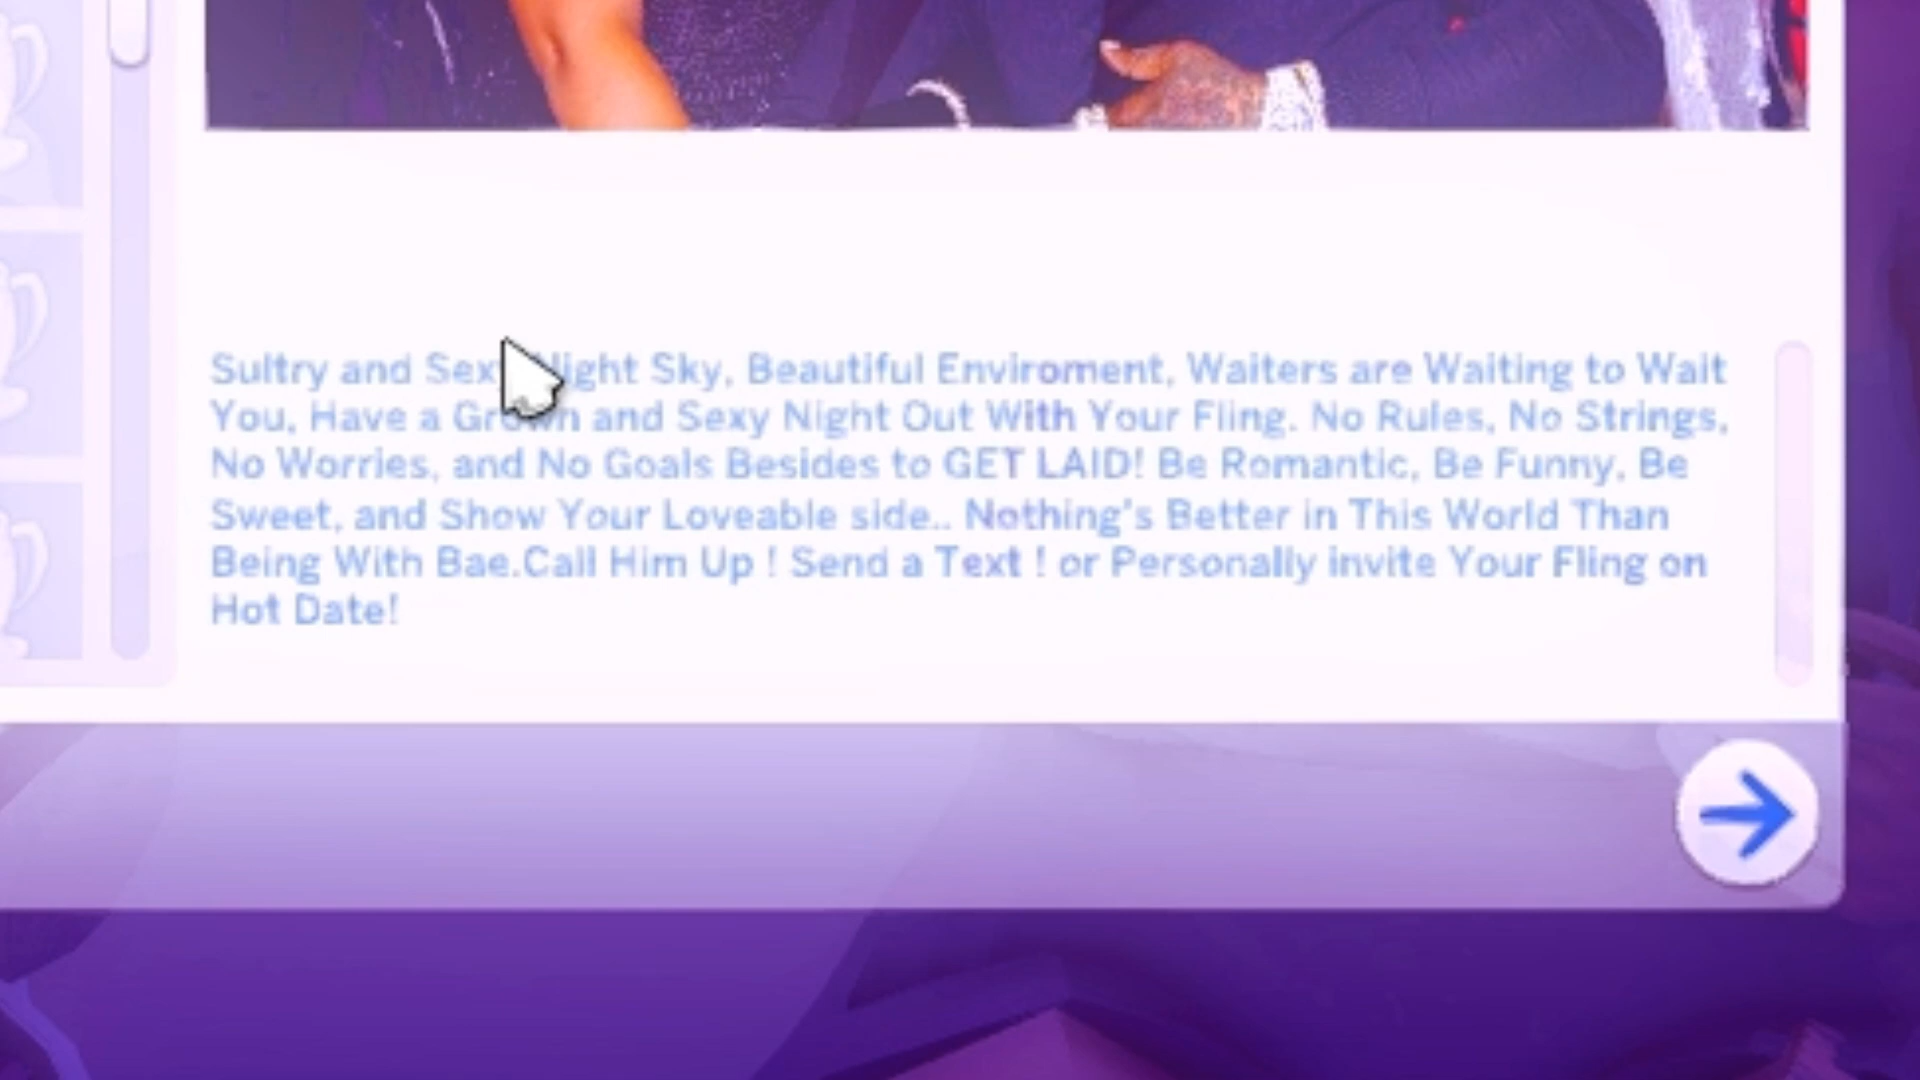 Sultry and Sexy Night Sky, Beautiful Enviroment, Waiters are Waiting to Wait
You, Have a Grown and Sexy Night Out With Your Fling. No Rules, No Strings,
No Worries, and No Goals Besides to GET LAID! Be Romantic, Be Funny, Be
Sweet, and Show Your Loveable side.. Nothing's Better in This World Than
Being With Bae.Call Him Up ! Send a Text ! or Personally invite Your Fling on
Hot Date!